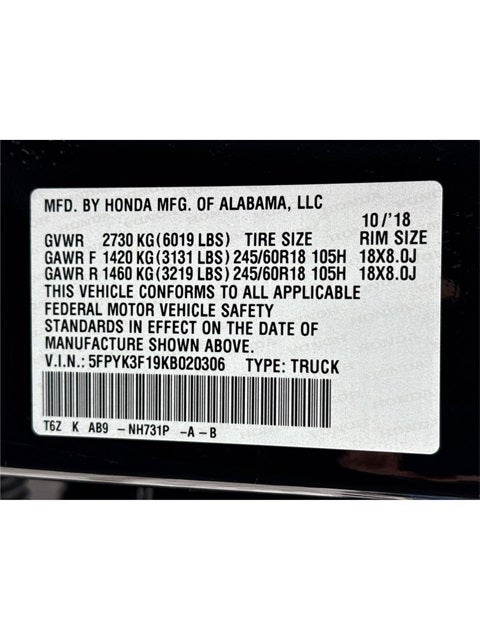 MFD. BY HONDA MFG. OF ALABAMA, LLC
10/'18
GVWR 2730 KG(6019 LBS) TIRE SIZE RIM SIZE
GAWR F 1420 KG(3131 LBS) 245/60R18 105H 18X8.0J
GAWR R 1460 KG(3219 LBS) 245/60R18 105H 18X8.0J
THIS VEHICLE CONFORMS TO ALL APPLICABLE
FEDERAL MOTOR VEHICLE SAFETY
STANDARDS IN EFFECT ON THE DATE OF
MANUFACTURE SHOWN ABOVE.
V.I.N.: 5FPYK3F19KB020306 TYPE: TRUCK
T6Z K AB9 -NH731P -A-B